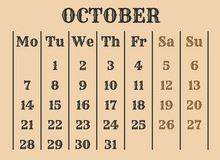 OCTOBER
Mo Tu We Th Fr Sa Su
1 2 3 4 5 6
7 8 9 10 11 12 13
14 15 16 17 18 19 20
21 22 23 24 25 26 27
28 29 30 31